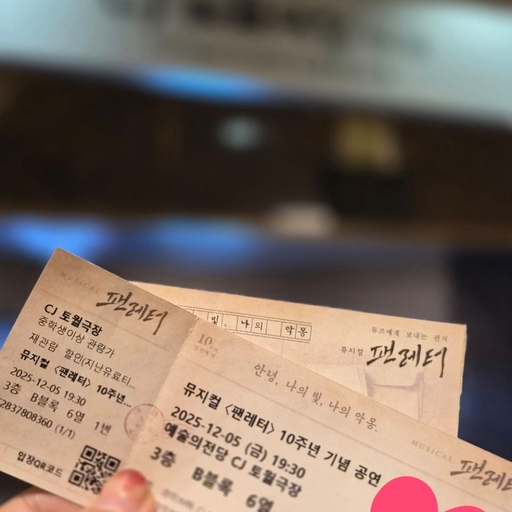 MUSICAL
팬레터
CJ 토월극장
중학생이상 관람가
재관람 할인(지난유료티...
뮤지컬 <팬레터> 10주년...
2025-12-05 19:30
3층 B블록 6열 1번
2837808360 (1/1)
입장QR코드
빛, 나의 악몽
뮤즈에게 보내는 편지
뮤지컬 팬레터
10
안녕, 나의 빛, 나의 악몽.
뮤지컬 <팬레터> 10주년 기념 공연
2025-12-05 (금) 19:30
예술의전당 CJ 토월극장
3층 B블록 6열
MUSICAL
팬레터